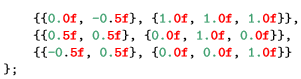 {{0.0f, -0.5f}, {1.0f, 1.0f, 1.0f}},
{{0.5f, 0.5f}, {0.0f, 1.0f, 0.0f}},
{{-0.5f, 0.5f}, {0.0f, 0.0f, 1.0f}}
};